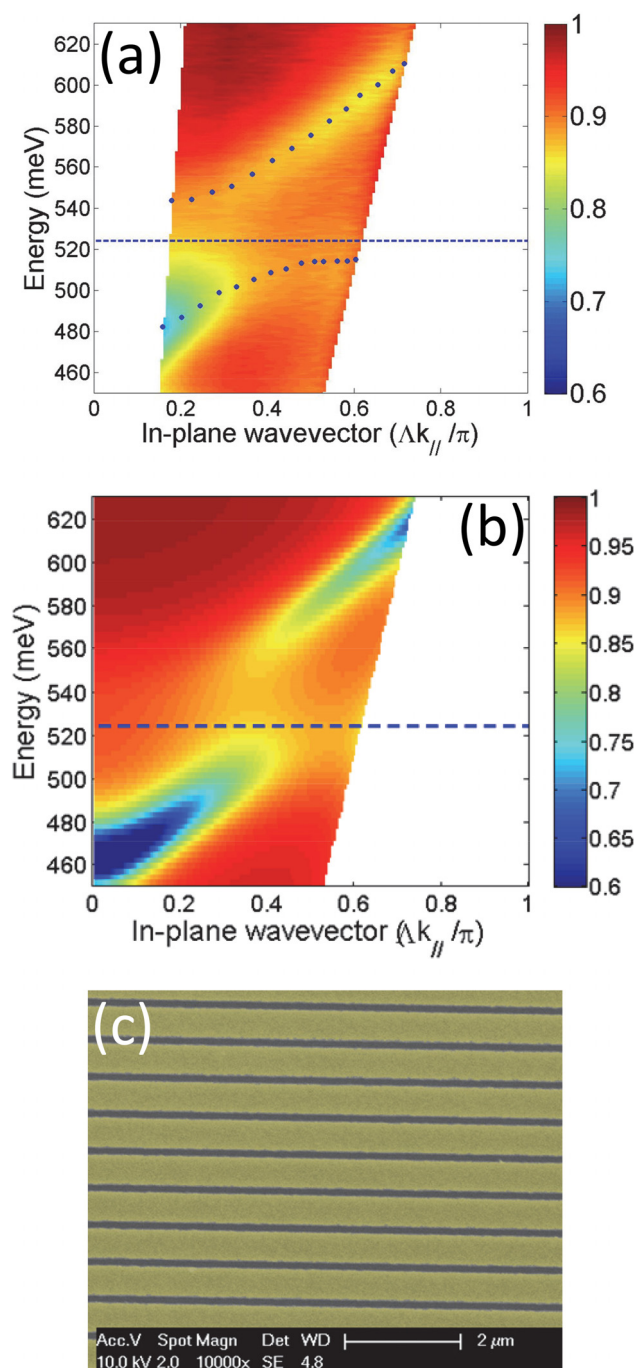 (a)
620
600
580
560
540
520
500
480
460
Energy (meV)
0 0.2 0.4 0.6 0.8 1
In-plane wavevector (Λk// /π)
1
0.9
0.8
0.7
0.6
(b)
620
600
580
560
540
520
500
480
460
Energy (meV)
0 0.2 0.4 0.6 0.8 1
In-plane wavevector (Λk// /π)
1
0.95
0.9
0.85
0.8
0.75
0.7
0.65
0.6
(c)
Acc.V Spot Magn Det WD 2 μm
10.0 kV 2.0 10000x SE 4.8